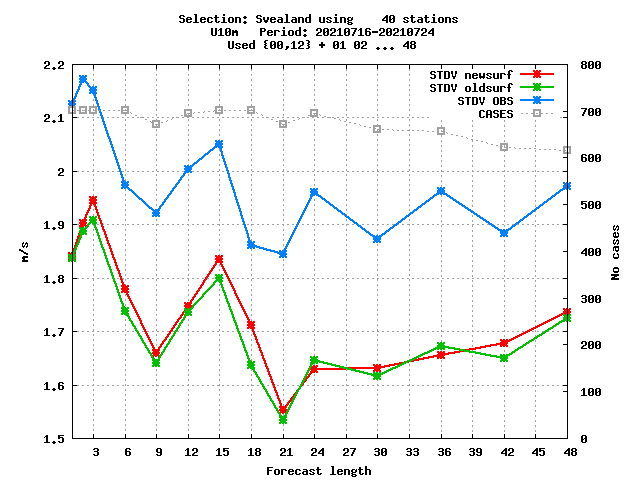 Selection: Svealand using    40 stations
U10m   Period: 20210716-20210724
Used {00,12} + 01 02 ... 48
STDV newsurf
STDV oldsurf
STDV OBS
CASES
2.2
2.1
2
1.9
1.8
1.7
1.6
1.5
m/s
800
700
600
500
400
300
200
100
0
No cases
3 6 9 12 15 18 21 24 27 30 33 36 39 42 45 48
Forecast length